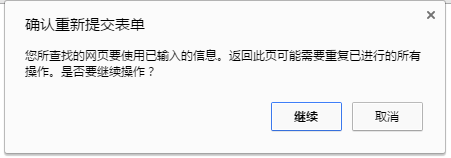 确认重新提交表单
您所查找的网页要使用已输入的信息。返回此页可能需要重复已进行的所有
操作。是否要继续操作？
继续
取消